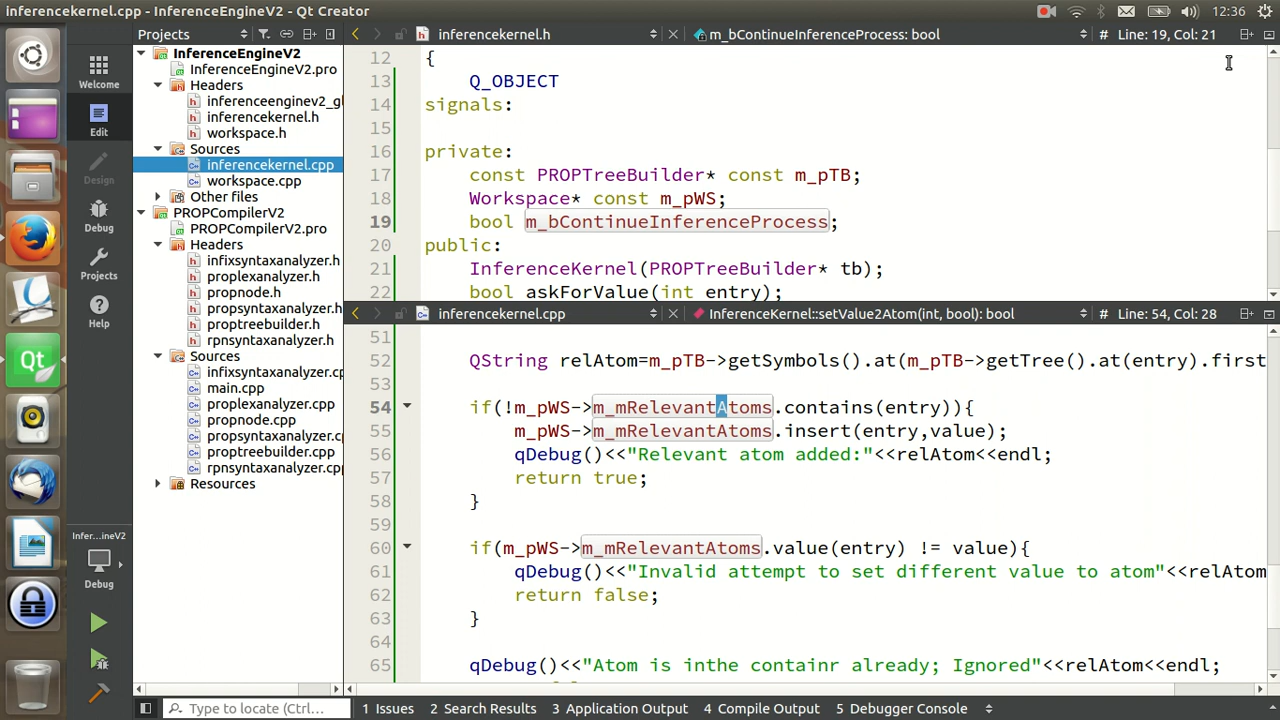 inferencekernel.cpp - InferenceEngineV2 - Qt Creator
12:36
Projects
inferencekernel.h
m_bContinueInferenceProcess: bool
# Line: 19, Col: 21
Welcome
Edit
Design
Debug
Projects
Help
Infer...ineV2
Debug
InferenceEngineV2
InferenceEngineV2.pro
Headers
inferenceenginev2_gl
inferencekernel.h
workspace.h
Sources
inferencekernel.cpp
workspace.cpp
Other files
PROPCompilerV2
PROPCompilerV2.pro
Headers
infixsyntaxanalyzer.h
proplexanalyzer.h
propnode.h
propsyntaxanalyzer.h
proptreebuilder.h
rpnsyntaxanalyzer.h
Sources
infixsyntaxanalyzer.c
main.cpp
proplexanalyzer.cpp
propnode.cpp
propsyntaxanalyzer.c
proptreebuilder.cpp
rpnsyntaxanalyzer.cpp
Resources
12 {
13 Q_OBJECT
14 signals:
15
16 private:
17 const PROPTreeBuilder* const m_pTB;
18 Workspace* const m_pWS;
19 bool m_bContinueInferenceProcess;
20 public:
21 InferenceKernel(PROPTreeBuilder* tb);
22 bool askForValue(int entry);
inferencekernel.cpp
InferenceKernel::setValue2Atom(int, bool): bool
# Line: 54, Col: 28
51
52 QString relAtom=m_pTB->getSymbols().at(m_pTB->getTree().at(entry).first
53
54 if(!m_pWS->m_mRelevantAtoms.contains(entry)){
55 m_pWS->m_mRelevantAtoms.insert(entry,value);
56 qDebug()<<"Relevant atom added:"<<relAtom<<endl;
57 return true;
58 }
59
60 if(m_pWS->m_mRelevantAtoms.value(entry) != value){
61 qDebug()<<"Invalid attempt to set different value to atom"<<relAtom
62 return false;
63 }
64
65 qDebug()<<"Atom is inthe containr already; Ignored"<<relAtom<<endl;
Type to locate (Ctrl...
1 Issues
2 Search Results
3 Application Output
4 Compile Output
5 Debugger Console